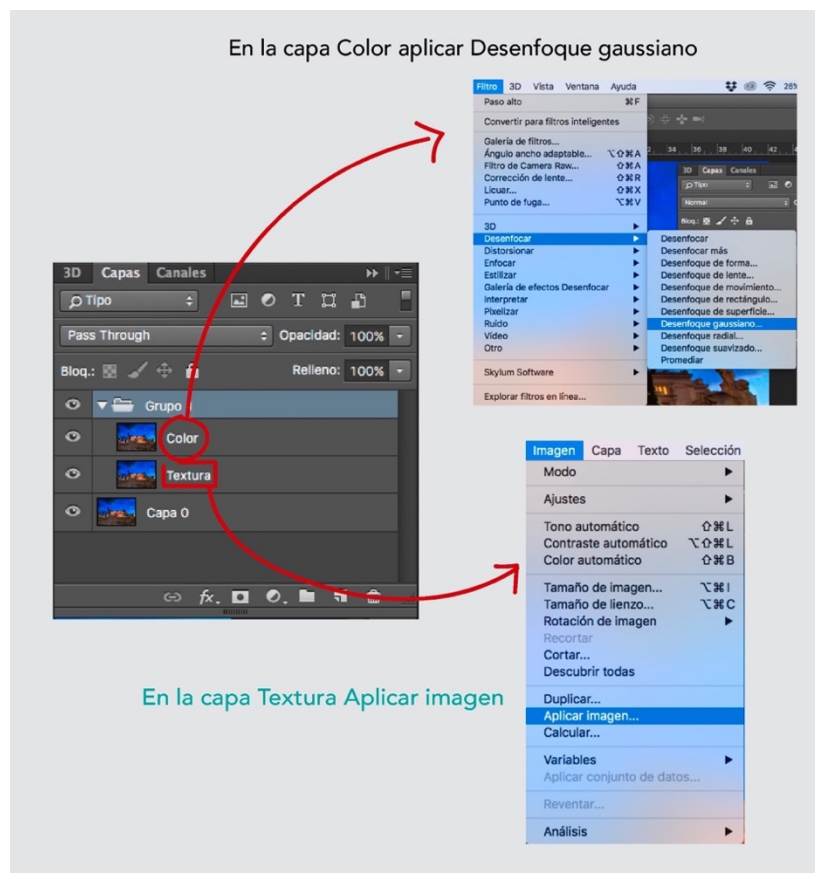 En la capa Color aplicar Desenfoque gaussiano
Filtro 3D Vista Ventana Ayuda
Paso alto ⌘F
Convertir para filtros inteligentes
Galería de filtros...
Ángulo ancho adaptable... ⌥⇧⌘A
Filtro de Camera Raw... ⇧⌘A
Corrección de lente... ⇧⌘R
Licuar... ⇧⌘X
Punto de fuga... ⌥⌘V
3D
Desenfocar
Distorsionar
Enfocar
Estilizar
Galería de efectos Desenfocar
Interpretar
Pixelizar
Ruido
Vídeo
Otro
Skylum Software
Explorar filtros en línea...
34 36 38 40 42
3D Capas Canales
Tipo
Normal
Bloq.:
Desenfocar
Desenfocar más
Desenfoque de forma...
Desenfoque de lente...
Desenfoque de movimiento...
Desenfoque de rectángulo...
Desenfoque de superficie...
Desenfoque gaussiano...
Desenfoque radial...
Desenfoque suavizado...
Promediar
3D Capas Canales
Tipo
Pass Through Opacidad: 100%
Bloq.: Relleno: 100%
Grupo
Color
Textura
Capa 0
fx.
En la capa Textura Aplicar imagen
Imagen Capa Texto Selección
Modo
Ajustes
Tono automático ⇧⌘L
Contraste automático ⌥⇧⌘L
Color automático ⇧⌘B
Tamaño de imagen... ⌥⌘I
Tamaño de lienzo... ⌥⌘C
Rotación de imagen
Recortar
Cortar...
Descubrir todas
Duplicar...
Aplicar imagen...
Calcular...
Variables
Aplicar conjunto de datos...
Reventar...
Análisis